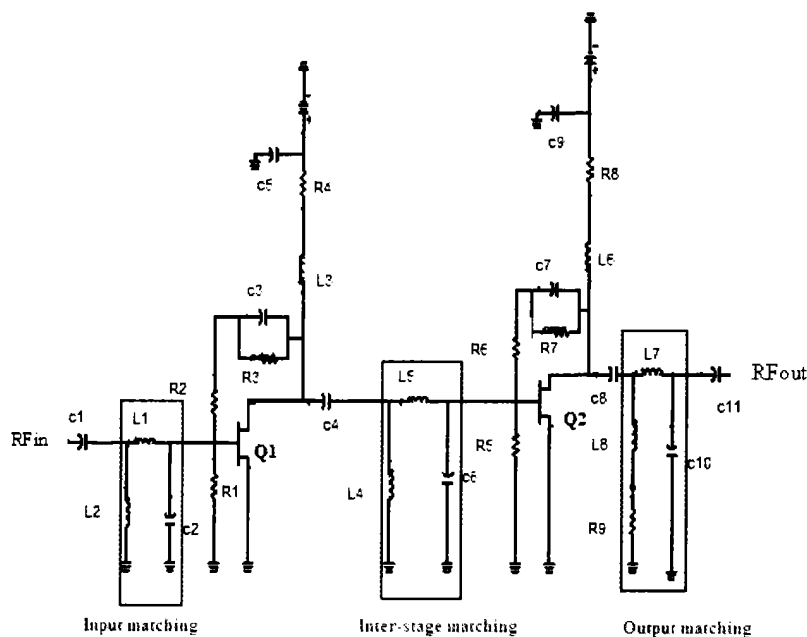 c9
c5
R4
R8
L3
L6
c3
c7
R3
R7
R2
R6
L7
c1
L1
L5
c4
c8
c11
RFin
RFout
Q1
Q2
R1
R5
L8
L2
c2
L4
c6
c10
R9
Input matching
Inter-stage matching
Output matching